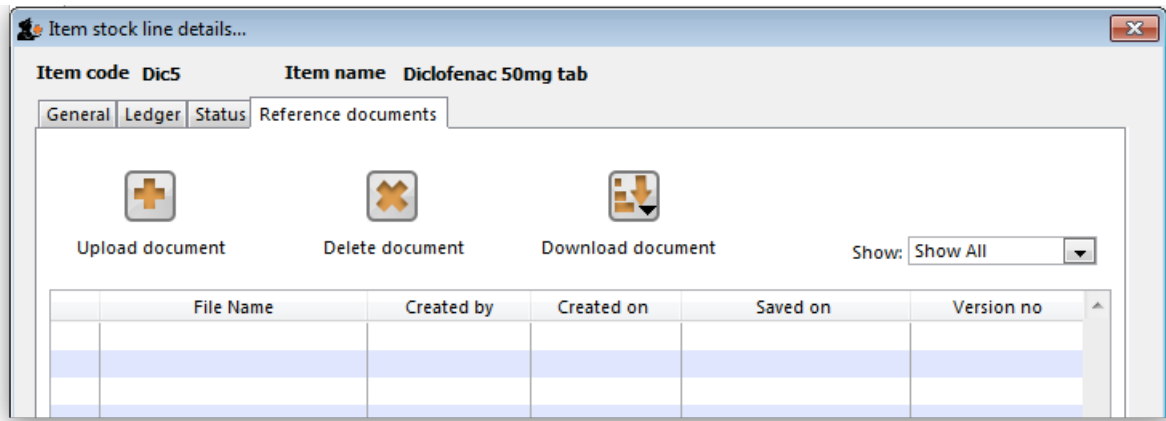 Item stock line details...
Item code Dic5 Item name Diclofenac 50mg tab
General Ledger Status Reference documents
Upload document Delete document Download document
Show: Show All
File Name Created by Created on Saved on Version no